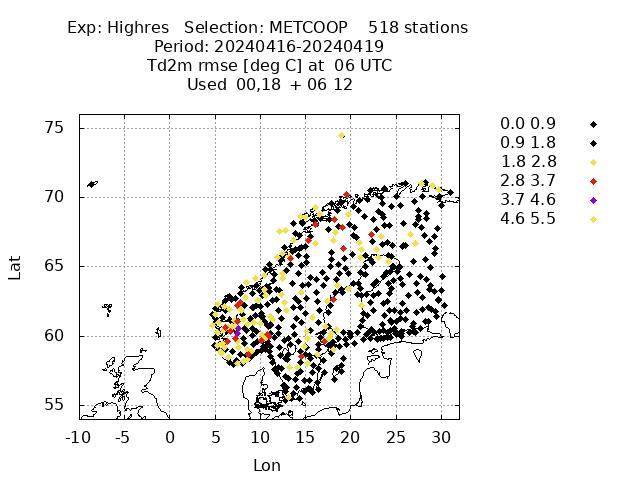 Exp: Highres   Selection: METCOOP    518 stations
Period: 20240416-20240419
Td2m rmse [deg C] at  06 UTC
Used  00,18  + 06 12
0.0 0.9
0.9 1.8
1.8 2.8
2.8 3.7
3.7 4.6
4.6 5.5
75
70
65
60
55
Lat
-10 -5 0 5 10 15 20 25 30
Lon